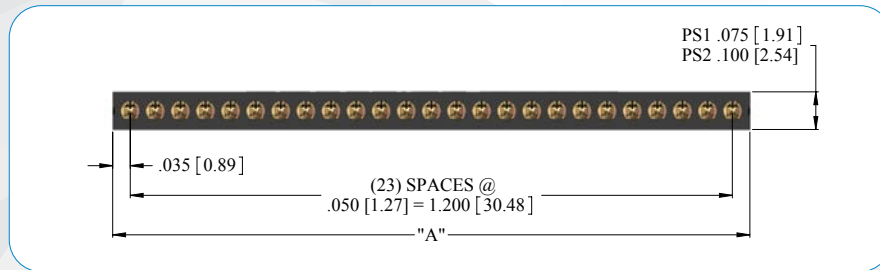 PS1 .075 [1.91]
PS2 .100 [2.54]
.035 [0.89]
(23) SPACES @
.050 [1.27] = 1.200 [30.48]
"A"